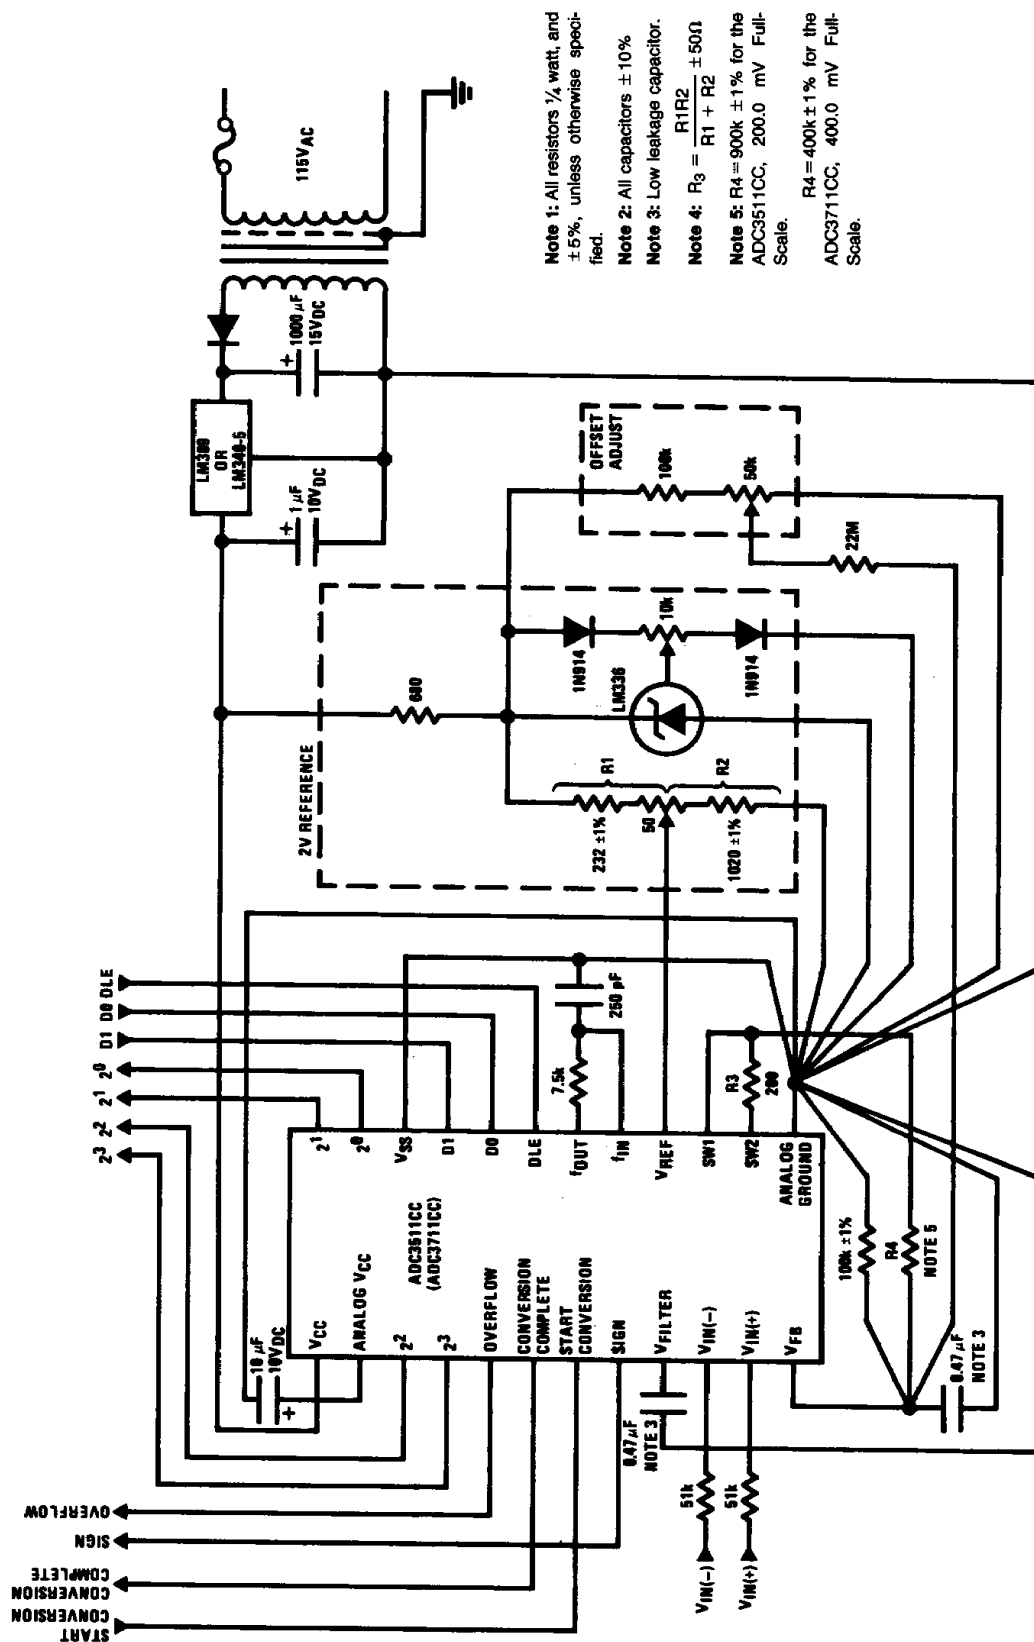 START
CONVERSION
CONVERSION
COMPLETE
SIGN
OVERFLOW
2³
2²
2¹
2⁰
D1
D0
DLE
LM309
OR
LM340-5
1 µF
10VDC
+
1000 µF
15VDC
+
115VAC
10 µF
10VDC
+
VCC
ANALOG VCC
2²
2³
OVERFLOW
CONVERSION
COMPLETE
START
CONVERSION
SIGN
VFILTER
VIN(-)
VIN(+)
VFB
ADC3511CC
(ADC3711CC)
2¹
2⁰
VSS
D1
D0
DLE
fOUT
fIN
VREF
SW1
SW2
ANALOG
GROUND
7.5k
250 pF
R3
200
2V REFERENCE
680
R1
R2
232 ±1%
50
1020 ±1%
LM336
1N914
10k
1N914
OFFSET
ADJUST
100k
50k
22M
0.47µF
NOTE 3
51k
51k
VIN(-)
VIN(+)
100k ±1%
R4
NOTE 5
0.47 µF
NOTE 3
Note 1: All resistors ¼ watt, and
±5%, unless otherwise speci-
fied.
Note 2: All capacitors ±10%
Note 3: Low leakage capacitor.
Note 4: R3 = R1R2 / R1 + R2 ±50Ω
Note 5: R4=900k ±1% for the
ADC3511CC, 200.0 mV Full-
Scale.
R4=400k±1% for the
ADC3711CC, 400.0 mV Full-
Scale.